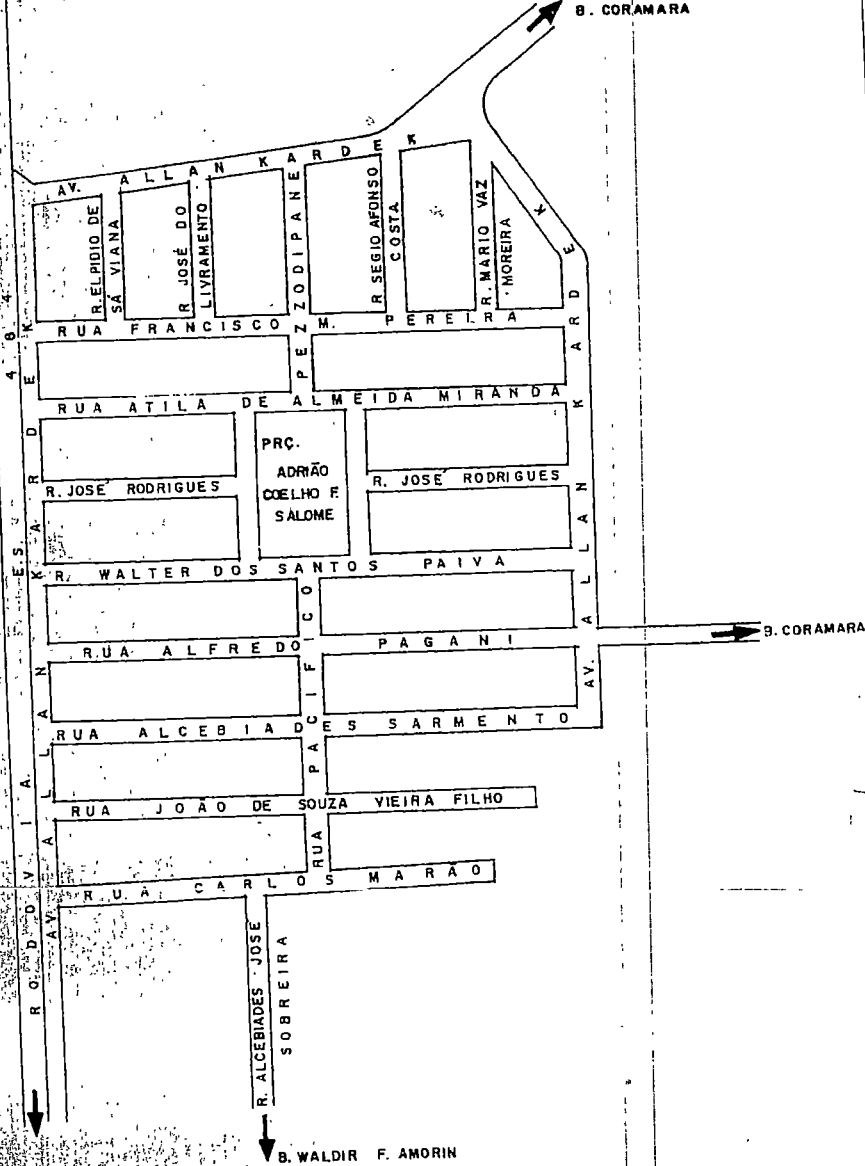 B. CORAMARA
AV. ALLAN KARDEK
R. ELPIDIO DE
SÁ VIANA
R JOSÉ DO
LIVRAMENTO
PEZZODIPANE
R SEGIO AFONSO
COSTA
R. MARIO VAZ
MOREIRA
RUA FRANCISCO M. PEREIRA
RUA ATILA DE ALMEIDA MIRANDA
PRÇ.
ADRIÃO
COELHO F.
SALOME
R. JOSÉ RODRIGUES
R. JOSÉ RODRIGUES
R. WALTER DOS SANTOS PAIVA
RUA ALFREDO PAGANI
B. CORAMARA
RUA ALCEBIADES SARMENTO
RUA JOÃO DE SOUZA VIEIRA FILHO
RUA CARLOS MARÃO
RUA PACIFICO
AV. ALLAN KARDEK
AV. ALLAN KARDEK
RODOVIA E.S. 484
R. ALCEBIADES JOSE
SOBREIRA
B. WALDIR F. AMORIN